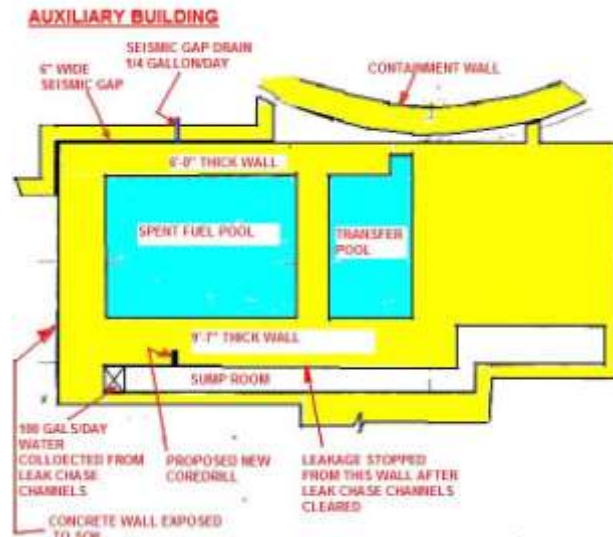 AUXILIARY BUILDING
SEISMIC GAP DRAIN
1/4 GALLON/DAY
6" WIDE
SEISMIC GAP
CONTAINMENT WALL
6'-0" THICK WALL
SPENT FUEL POOL
TRANSFER
POOL
9'-7" THICK WALL
SUMP ROOM
100 GALS/DAY
WATER
COLLOECTED FROM
LEAK CHASE
CHANNELS
PROPOSED NEW
COREDRILL
LEAKAGE STOPPED
FROM THIS WALL AFTER
LEAK CHASE CHANNELS
CLEARED
CONCRETE WALL EXPOSED
TO